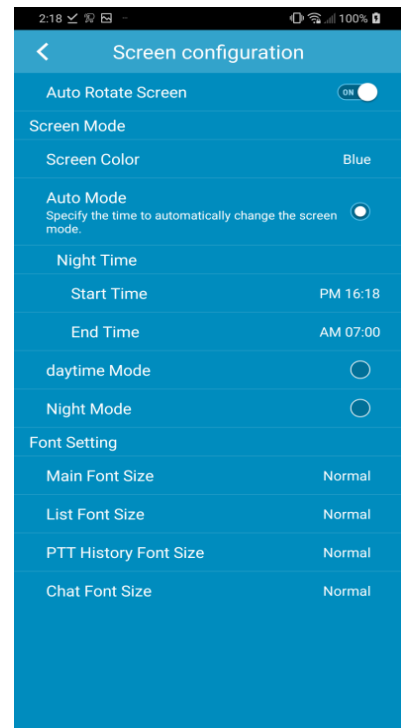 2:18
100%
Screen configuration
Auto Rotate Screen
ON
Screen Mode
Screen Color
Blue
Auto Mode
Specify the time to automatically change the screen
mode.
Night Time
Start Time
PM 16:18
End Time
AM 07:00
daytime Mode
Night Mode
Font Setting
Main Font Size
Normal
List Font Size
Normal
PTT History Font Size
Normal
Chat Font Size
Normal